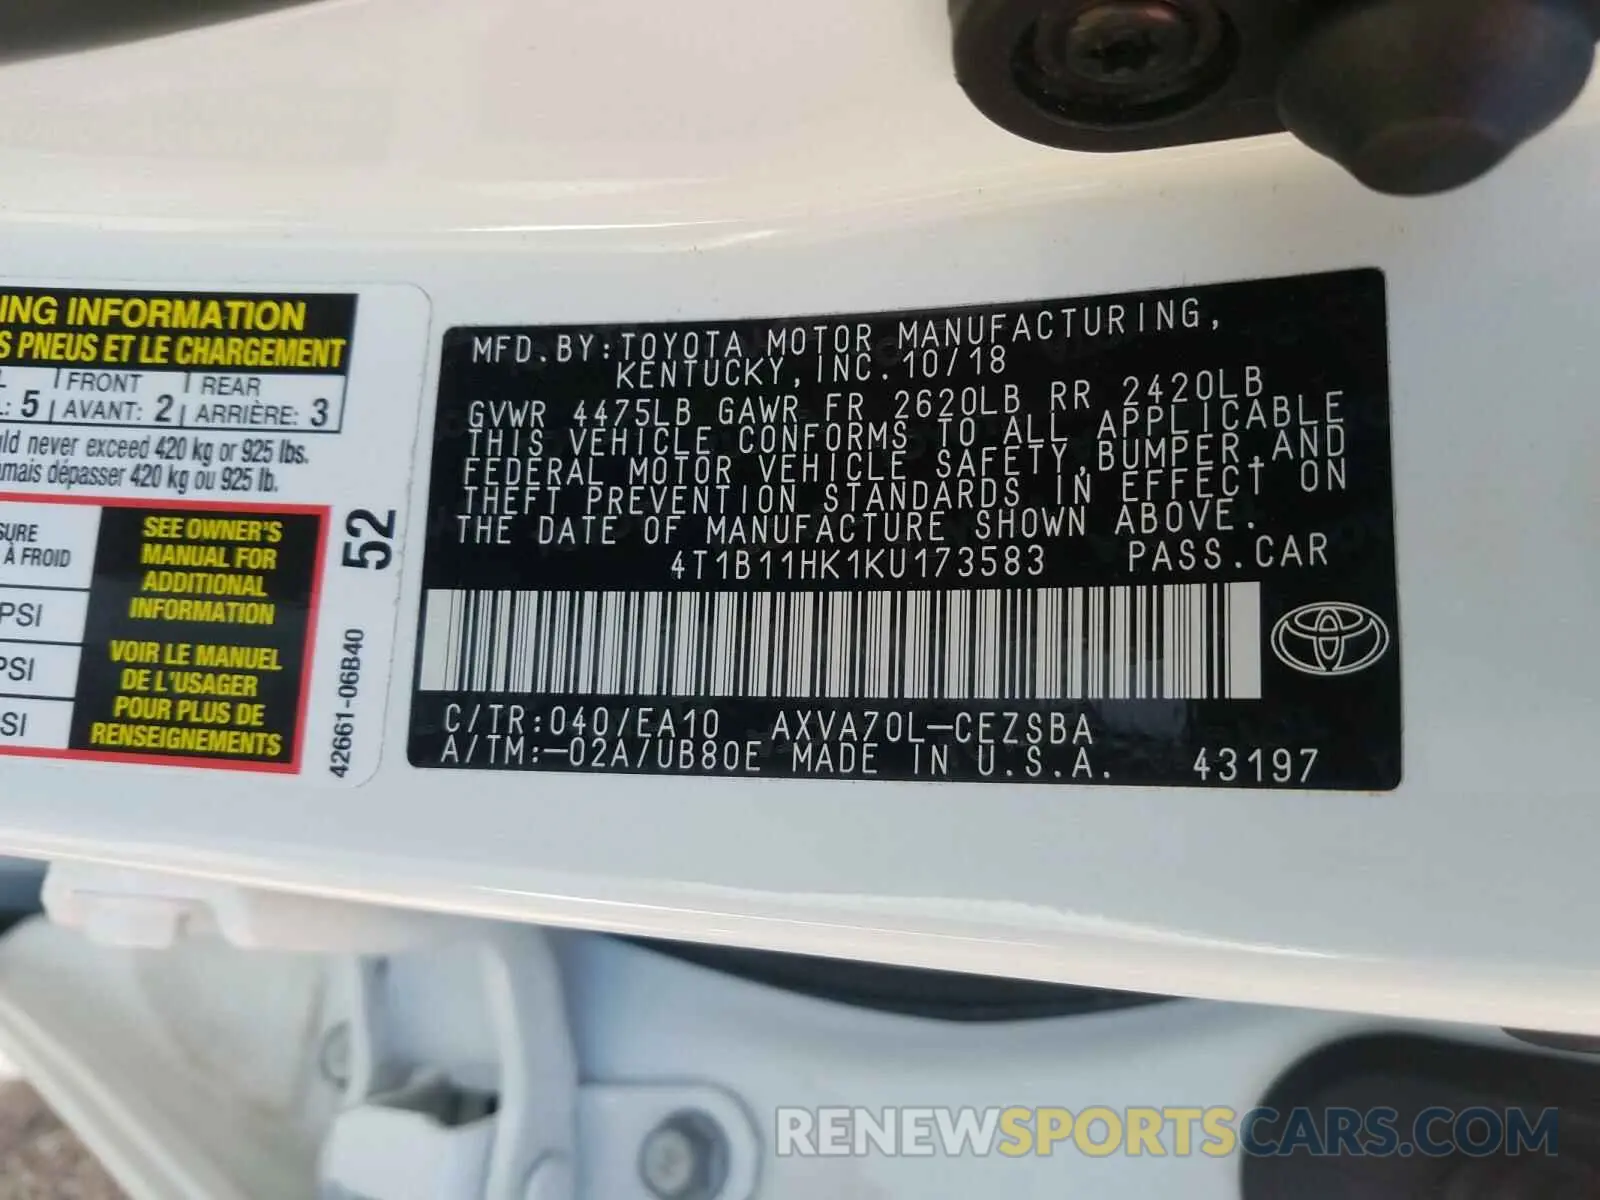 ING INFORMATION
S PNEUS ET LE CHARGEMENT
FRONT REAR
: 5 AVANT: 2 ARRIÈRE: 3
uld never exceed 420 kg or 925 lbs.
amais dépasser 420 kg ou 925 lb.
SURE
À FROID
PSI
PSI
SI
SEE OWNER'S
MANUAL FOR
ADDITIONAL
INFORMATION
VOIR LE MANUEL
DE L'USAGER
POUR PLUS DE
RENSEIGNEMENTS
52
42661-06B40
MFD.BY:TOYOTA MOTOR MANUFACTURING,
KENTUCKY,INC.10/18
GVWR 4475LB GAWR FR 2620LB RR 2420LB
THIS VEHICLE CONFORMS TO ALL APPLICABLE
FEDERAL MOTOR VEHICLE SAFETY,BUMPER,AND
THEFT PREVENTION STANDARDS IN EFFECT ON
THE DATE OF MANUFACTURE SHOWN ABOVE.
4T1B11HK1KU173583 PASS.CAR
C/TR:040/EA10 AXVA70L-CEZSBA
A/TM:-02A/UB80E MADE IN U.S.A. 43197
RENEWSPORTSCARS.COM